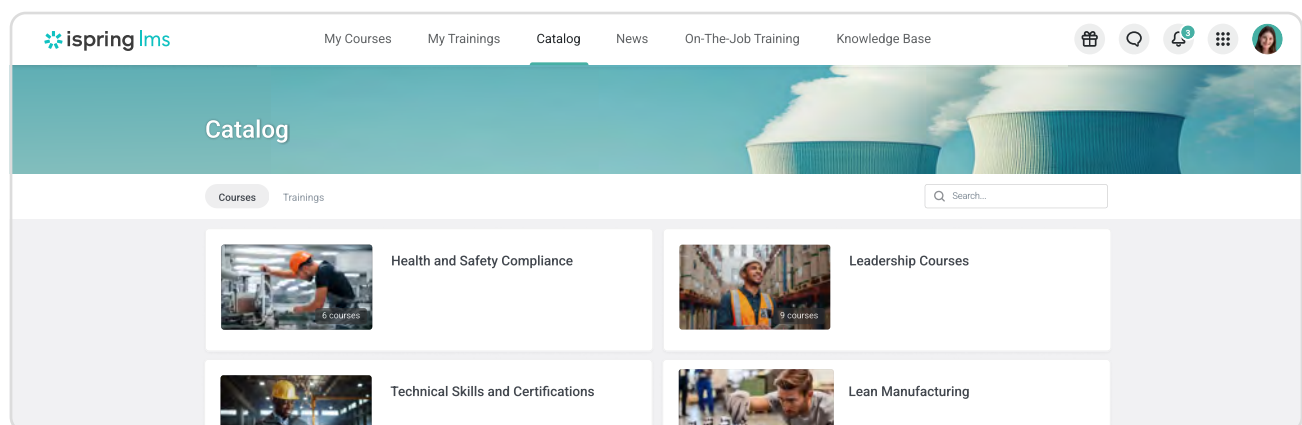 ispring lms
My Courses
My Trainings
Catalog
News
On-The-Job Training
Knowledge Base
3
Catalog
Courses
Trainings
Search...
Health and Safety Compliance
6 courses
Leadership Courses
9 courses
Technical Skills and Certifications
Lean Manufacturing